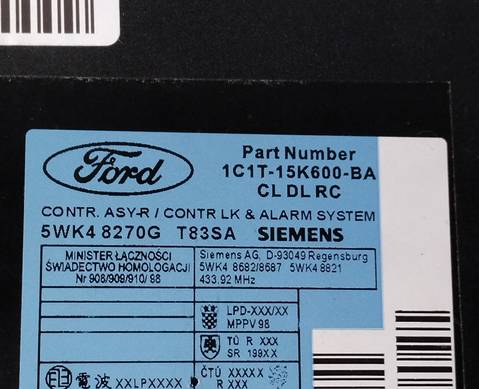 Ford
Part Number
1C1T-15K600-BA
CL DL RC
CONTR. ASY-R / CONTR LK & ALARM SYSTEM
5WK4 8270G T83SA SIEMENS
MINISTER ŁĄCZNOŚCI
ŚWIADECTWO HOMOLOGACJI
Nr 908/909/910/ 98
Siemens AG, D-93049 Regensburg
5WK4 8682/8687 5WK4 8821
433,92 MHz
LPD-XXX/XX
MPPV 98
TÚ R XXX
SR 199XX
電波 XXLPXXXX
ČTÚ XXXX
R XXX